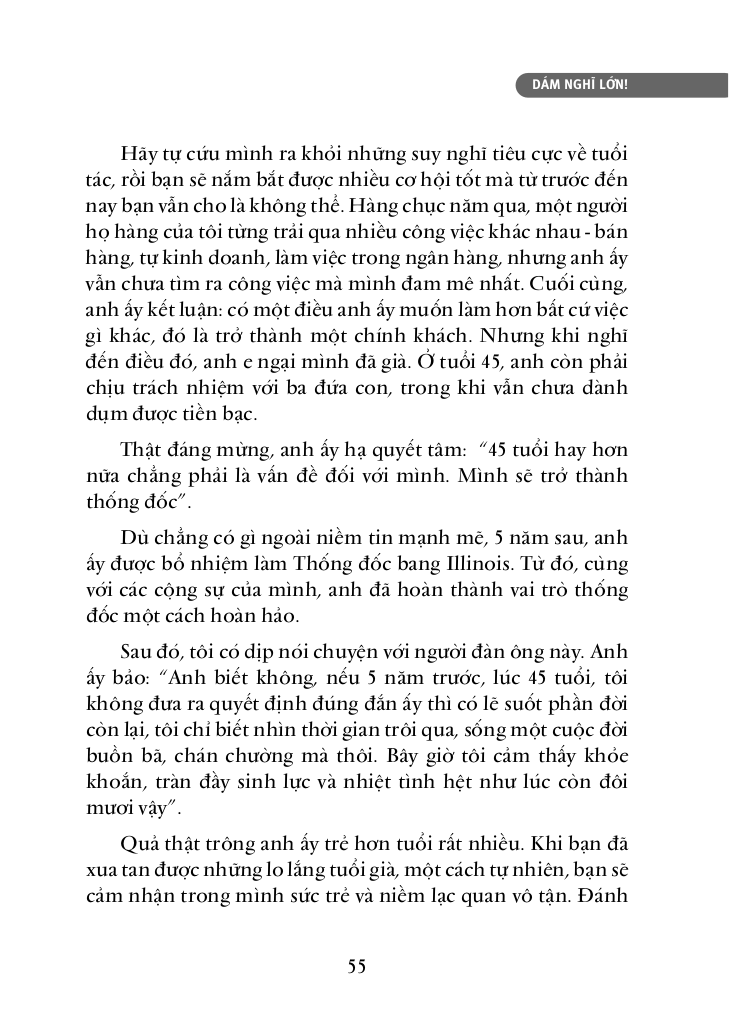 DÁM NGHĨ LỚN!
Hãy tự cứu mình ra khỏi những suy nghĩ tiêu cực về tuổi
tác, rồi bạn sẽ nắm bắt được nhiều cơ hội tốt mà từ trước đến
nay bạn vẫn cho là không thể. Hàng chục năm qua, một người
họ hàng của tôi từng trải qua nhiều công việc khác nhau - bán
hàng, tự kinh doanh, làm việc trong ngân hàng, nhưng anh ấy
vẫn chưa tìm ra công việc mà mình đam mê nhất. Cuối cùng,
anh ấy kết luận: có một điều anh ấy muốn làm hơn bất cứ việc
gì khác, đó là trở thành một chính khách. Nhưng khi nghĩ
đến điều đó, anh e ngại mình đã già. Ở tuổi 45, anh còn phải
chịu trách nhiệm với ba đứa con, trong khi vẫn chưa dành
dụm được tiền bạc.
Thật đáng mừng, anh ấy hạ quyết tâm:  “45 tuổi hay hơn
nữa chẳng phải là vấn đề đối với mình. Mình sẽ trở thành
thống đốc”.
Dù chẳng có gì ngoài niềm tin mạnh mẽ, 5 năm sau, anh
ấy được bổ nhiệm làm Thống đốc bang Illinois. Từ đó, cùng
với các cộng sự của mình, anh đã hoàn thành vai trò thống
đốc một cách hoàn hảo.
Sau đó, tôi có dịp nói chuyện với người đàn ông này. Anh
ấy bảo: “Anh biết không, nếu 5 năm trước, lúc 45 tuổi, tôi
không đưa ra quyết định đúng đắn ấy thì có lẽ suốt phần đời
còn lại, tôi chỉ biết nhìn thời gian trôi qua, sống một cuộc đời
buồn bã, chán chường mà thôi. Bây giờ tôi cảm thấy khỏe
khoắn, tràn đầy sinh lực và nhiệt tình hệt như lúc còn đôi
mươi vậy”.
Quả thật trông anh ấy trẻ hơn tuổi rất nhiều. Khi bạn đã
xua tan được những lo lắng tuổi già, một cách tự nhiên, bạn sẽ
cảm nhận trong mình sức trẻ và niềm lạc quan vô tận. Đánh
55